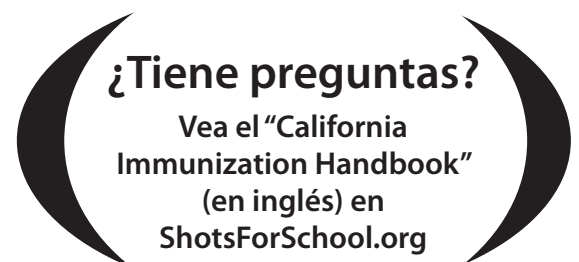 ¿Tiene preguntas?
Vea el “California
Immunization Handbook”
(en inglés) en
ShotsForSchool.org